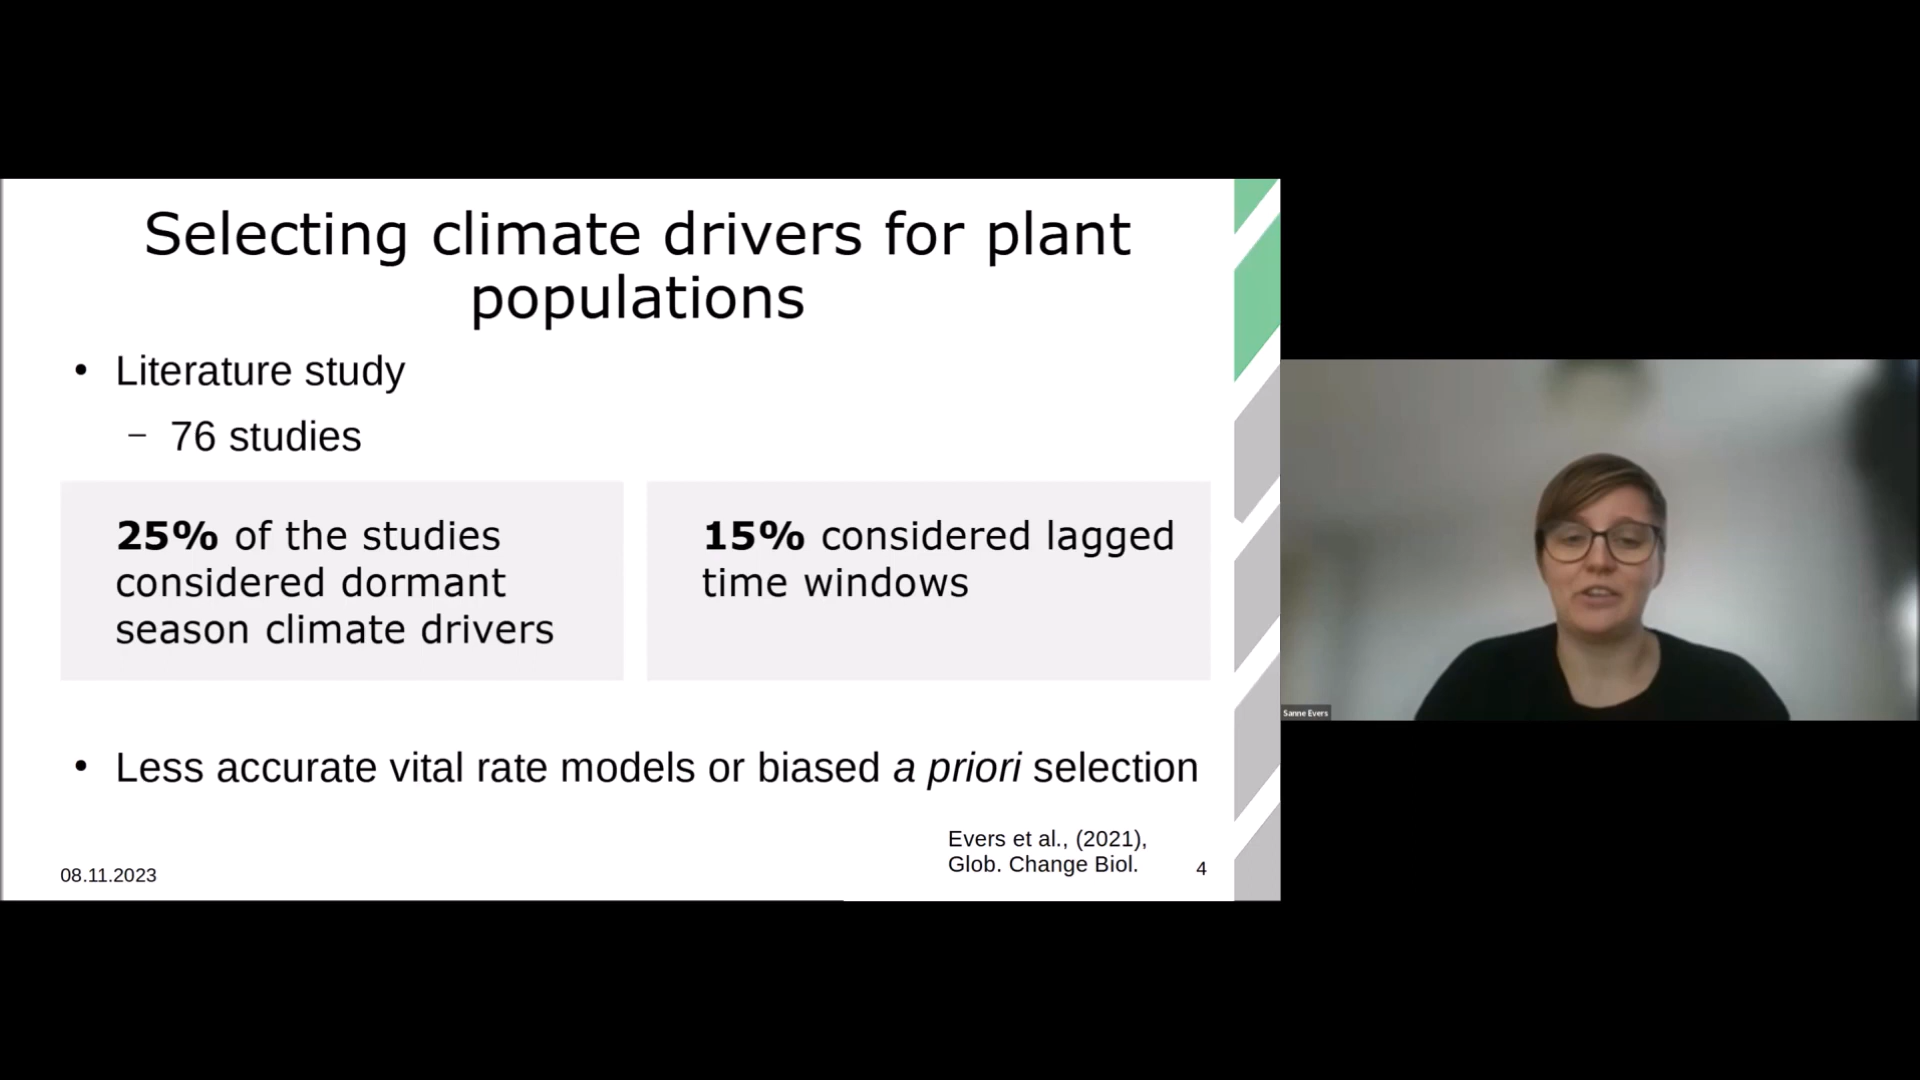 Selecting climate drivers for plant
populations
• Literature study
– 76 studies
25% of the studies
considered dormant
season climate drivers
15% considered lagged
time windows
• Less accurate vital rate models or biased a priori selection
Evers et al., (2021),
Glob. Change Biol.
08.11.2023
4
Sanne Evers